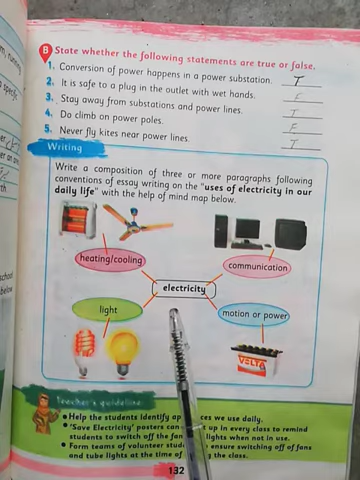 B State whether the following statements are true or false.
1. Conversion of power happens in a power substation. T
2. It is safe to a plug in the outlet with wet hands. F
3. Stay away from substations and power lines. T
4. Do climb on power poles. F
5. Never fly kites near power lines. T
Writing
Write a composition of three or more paragraphs following
conventions of essay writing on the "uses of electricity in our
daily life" with the help of mind map below.
heating/cooling
communication
electricity
light
motion or power
VELTA
Teacher's guideline:
Help the students identify ces we use daily.
'Save Electricity' posters can up in every class to remind
students to switch off the fan lights when not in use.
Form teams of volunteer stud ensure switching off of fans
and tube lights at the time of the class.
132